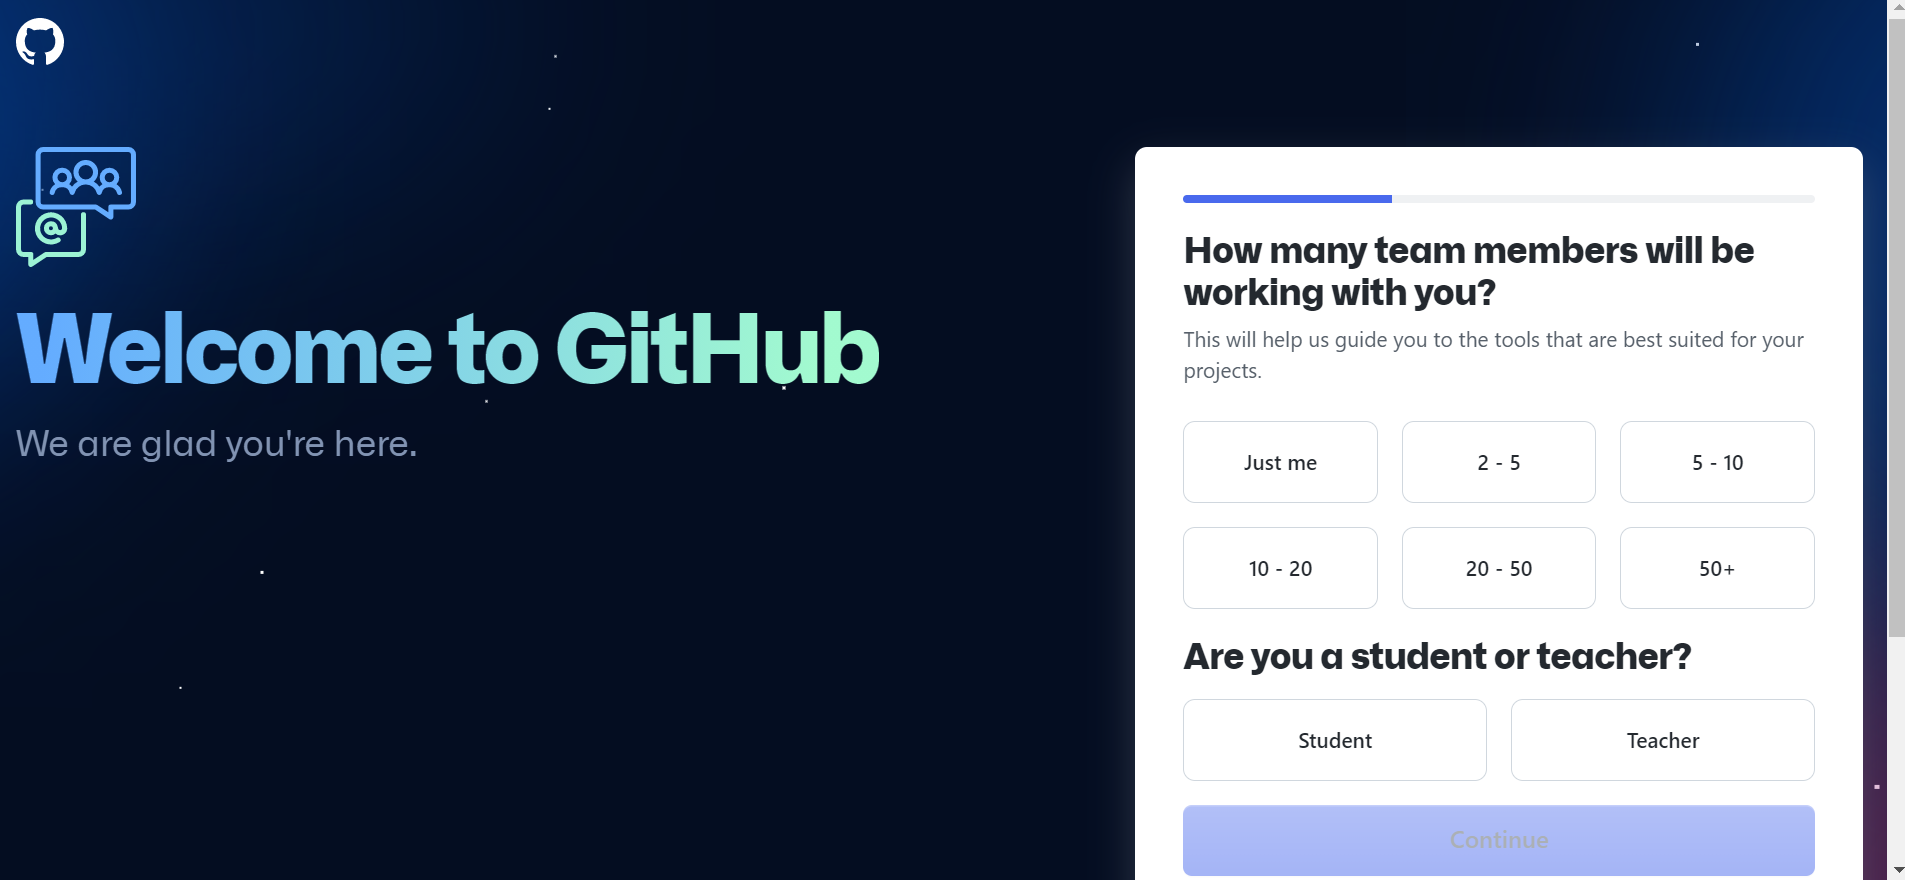 Welcome to GitHub
We are glad you're here.
How many team members will be
working with you?
This will help us guide you to the tools that are best suited for your
projects.
Just me
2 - 5
5 - 10
10 - 20
20 - 50
50+
Are you a student or teacher?
Student
Teacher
Continue